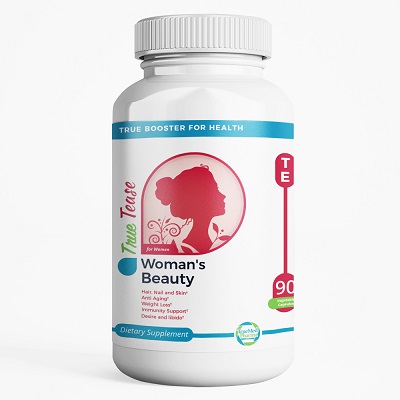 TRUE BOOSTER FOR HEALTH
True Tease
for Women
Woman's
Beauty
Hair, Nail and Skin
Anti Aging
Weight Loss
Immunity Support
Desire and libido
Dietary Supplement
T
E
90